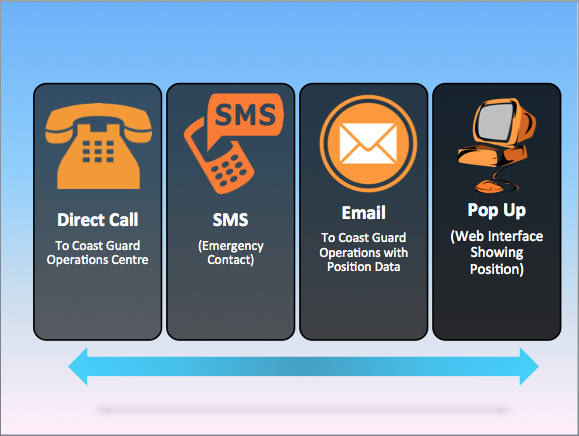 Direct Call
To Coast Guard
Operations Centre
SMS
SMS
(Emergency
Contact)
Email
To Coast Guard
Operations with
Position Data
Pop Up
(Web Interface
Showing
Position)